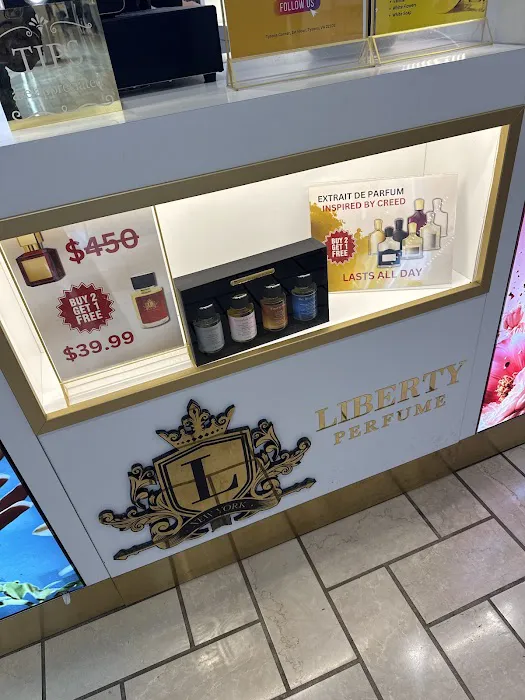 FOLLOW US
TIPS
$450
BUY 2
GET 1
FREE
$39.99
EXTRAIT DE PARFUM
INSPIRED BY CREED
BUY 2
GET 1
FREE
LASTS ALL DAY
LIBERTY
PERFUME
L
NEW YORK